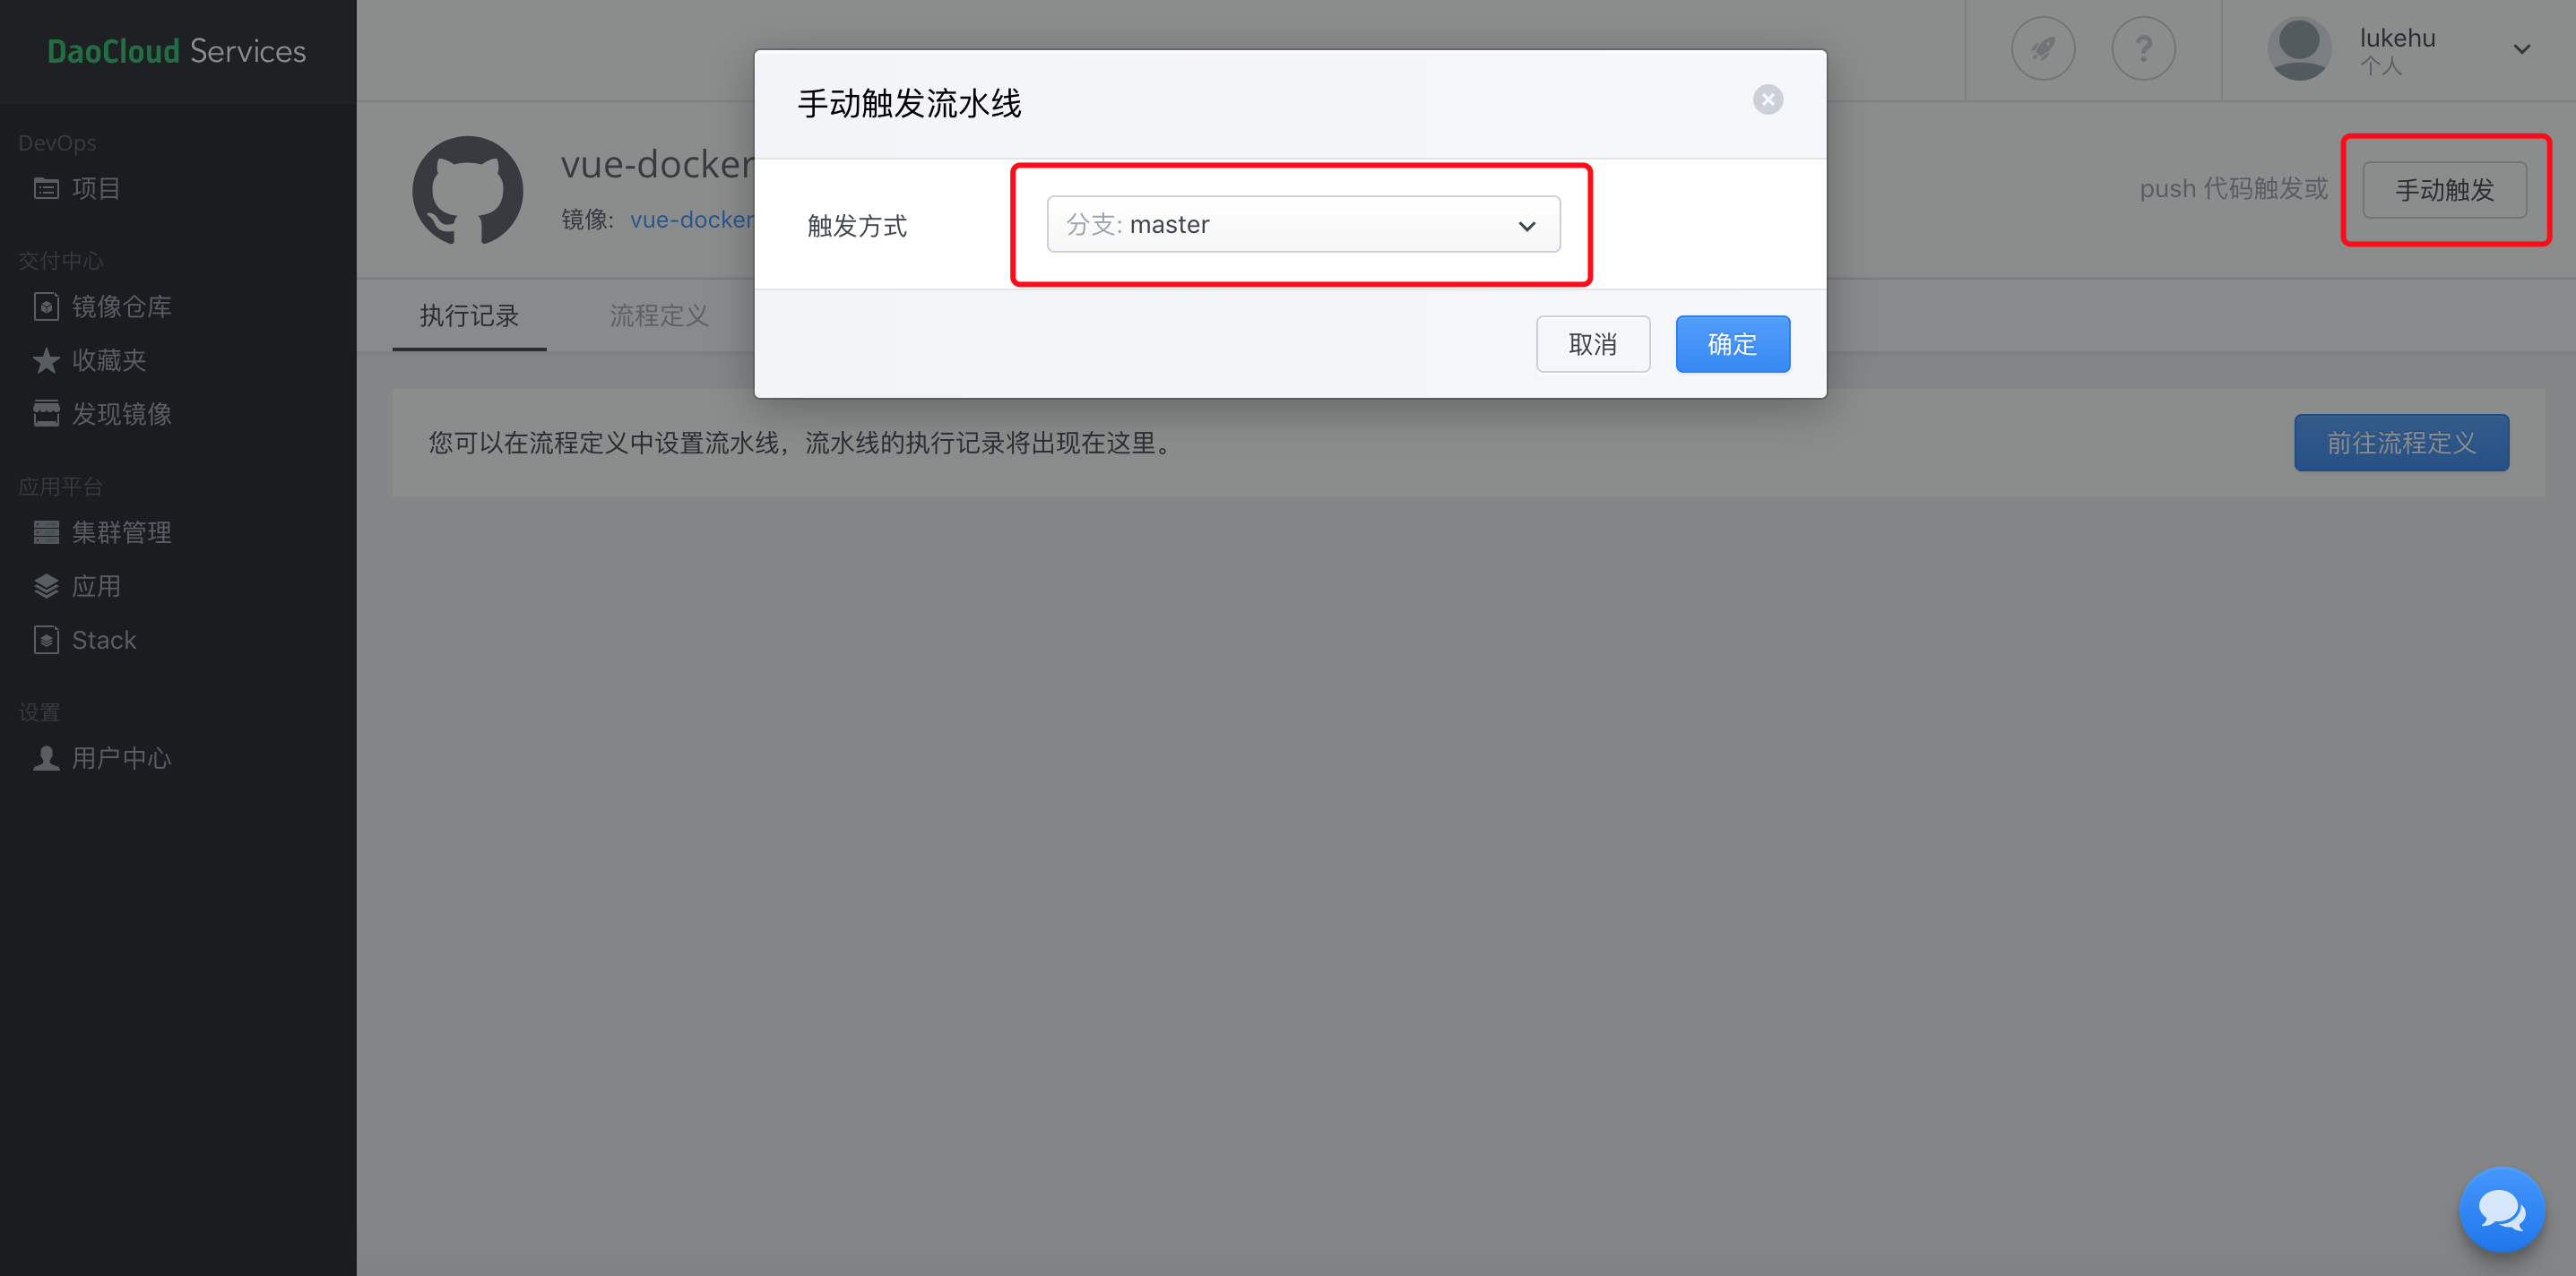 DaoCloud Services
DevOps
项目
交付中心
镜像仓库
收藏夹
发现镜像
应用平台
集群管理
应用
Stack
设置
用户中心
lukehu
个人
vue-docker
镜像: vue-docker
push 代码触发或
手动触发
执行记录
流程定义
手动触发流水线
触发方式
分支: master
取消
确定
您可以在流程定义中设置流水线，流水线的执行记录将出现在这里。
前往流程定义